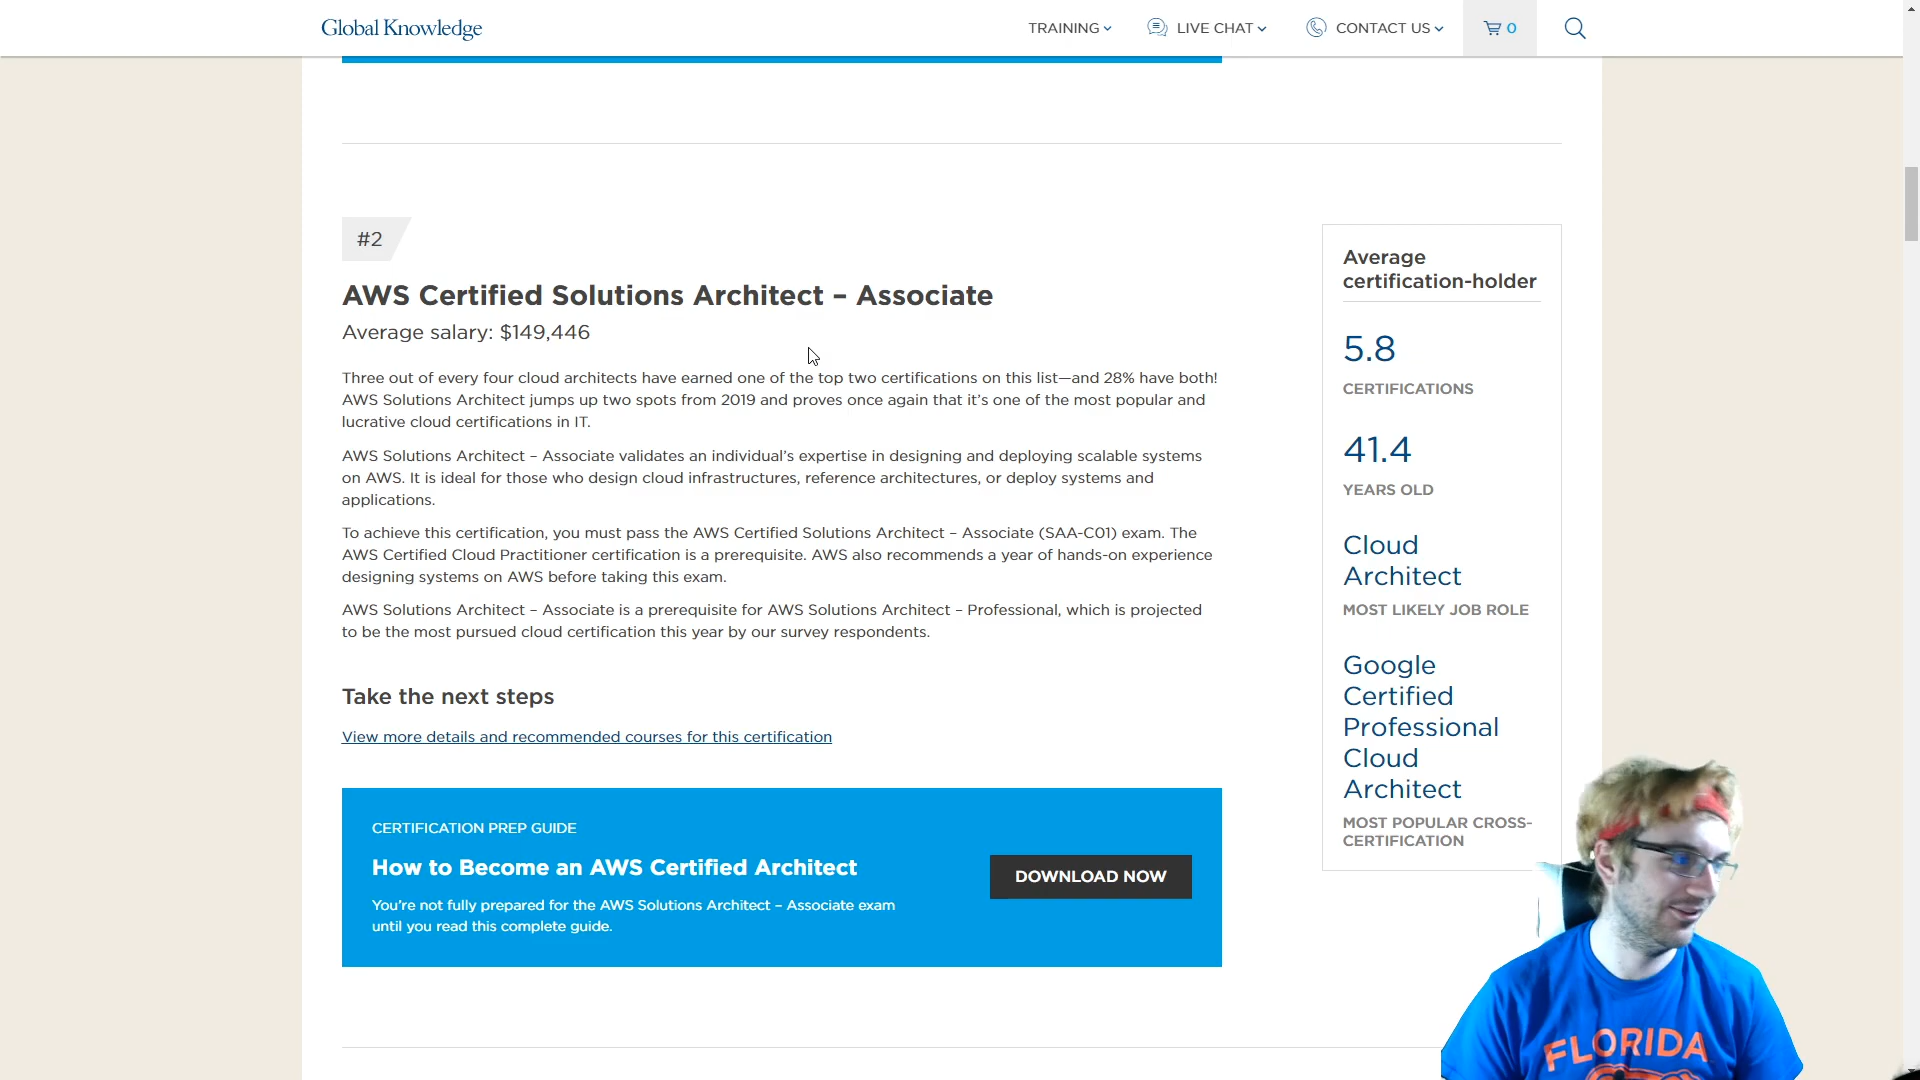 Global Knowledge
TRAINING
LIVE CHAT
CONTACT US
0
#2
AWS Certified Solutions Architect – Associate
Average salary: $149,446
Three out of every four cloud architects have earned one of the top two certifications on this list—and 28% have both!
AWS Solutions Architect jumps up two spots from 2019 and proves once again that it's one of the most popular and
lucrative cloud certifications in IT.
AWS Solutions Architect – Associate validates an individual's expertise in designing and deploying scalable systems
on AWS. It is ideal for those who design cloud infrastructures, reference architectures, or deploy systems and
applications.
To achieve this certification, you must pass the AWS Certified Solutions Architect – Associate (SAA-C01) exam. The
AWS Certified Cloud Practitioner certification is a prerequisite. AWS also recommends a year of hands-on experience
designing systems on AWS before taking this exam.
AWS Solutions Architect – Associate is a prerequisite for AWS Solutions Architect – Professional, which is projected
to be the most pursued cloud certification this year by our survey respondents.
Take the next steps
View more details and recommended courses for this certification
CERTIFICATION PREP GUIDE
How to Become an AWS Certified Architect
You're not fully prepared for the AWS Solutions Architect – Associate exam
until you read this complete guide.
DOWNLOAD NOW
Average
certification-holder
5.8
CERTIFICATIONS
41.4
YEARS OLD
Cloud
Architect
MOST LIKELY JOB ROLE
Google
Certified
Professional
Cloud
Architect
MOST POPULAR CROSS-
CERTIFICATION
FLORIDA